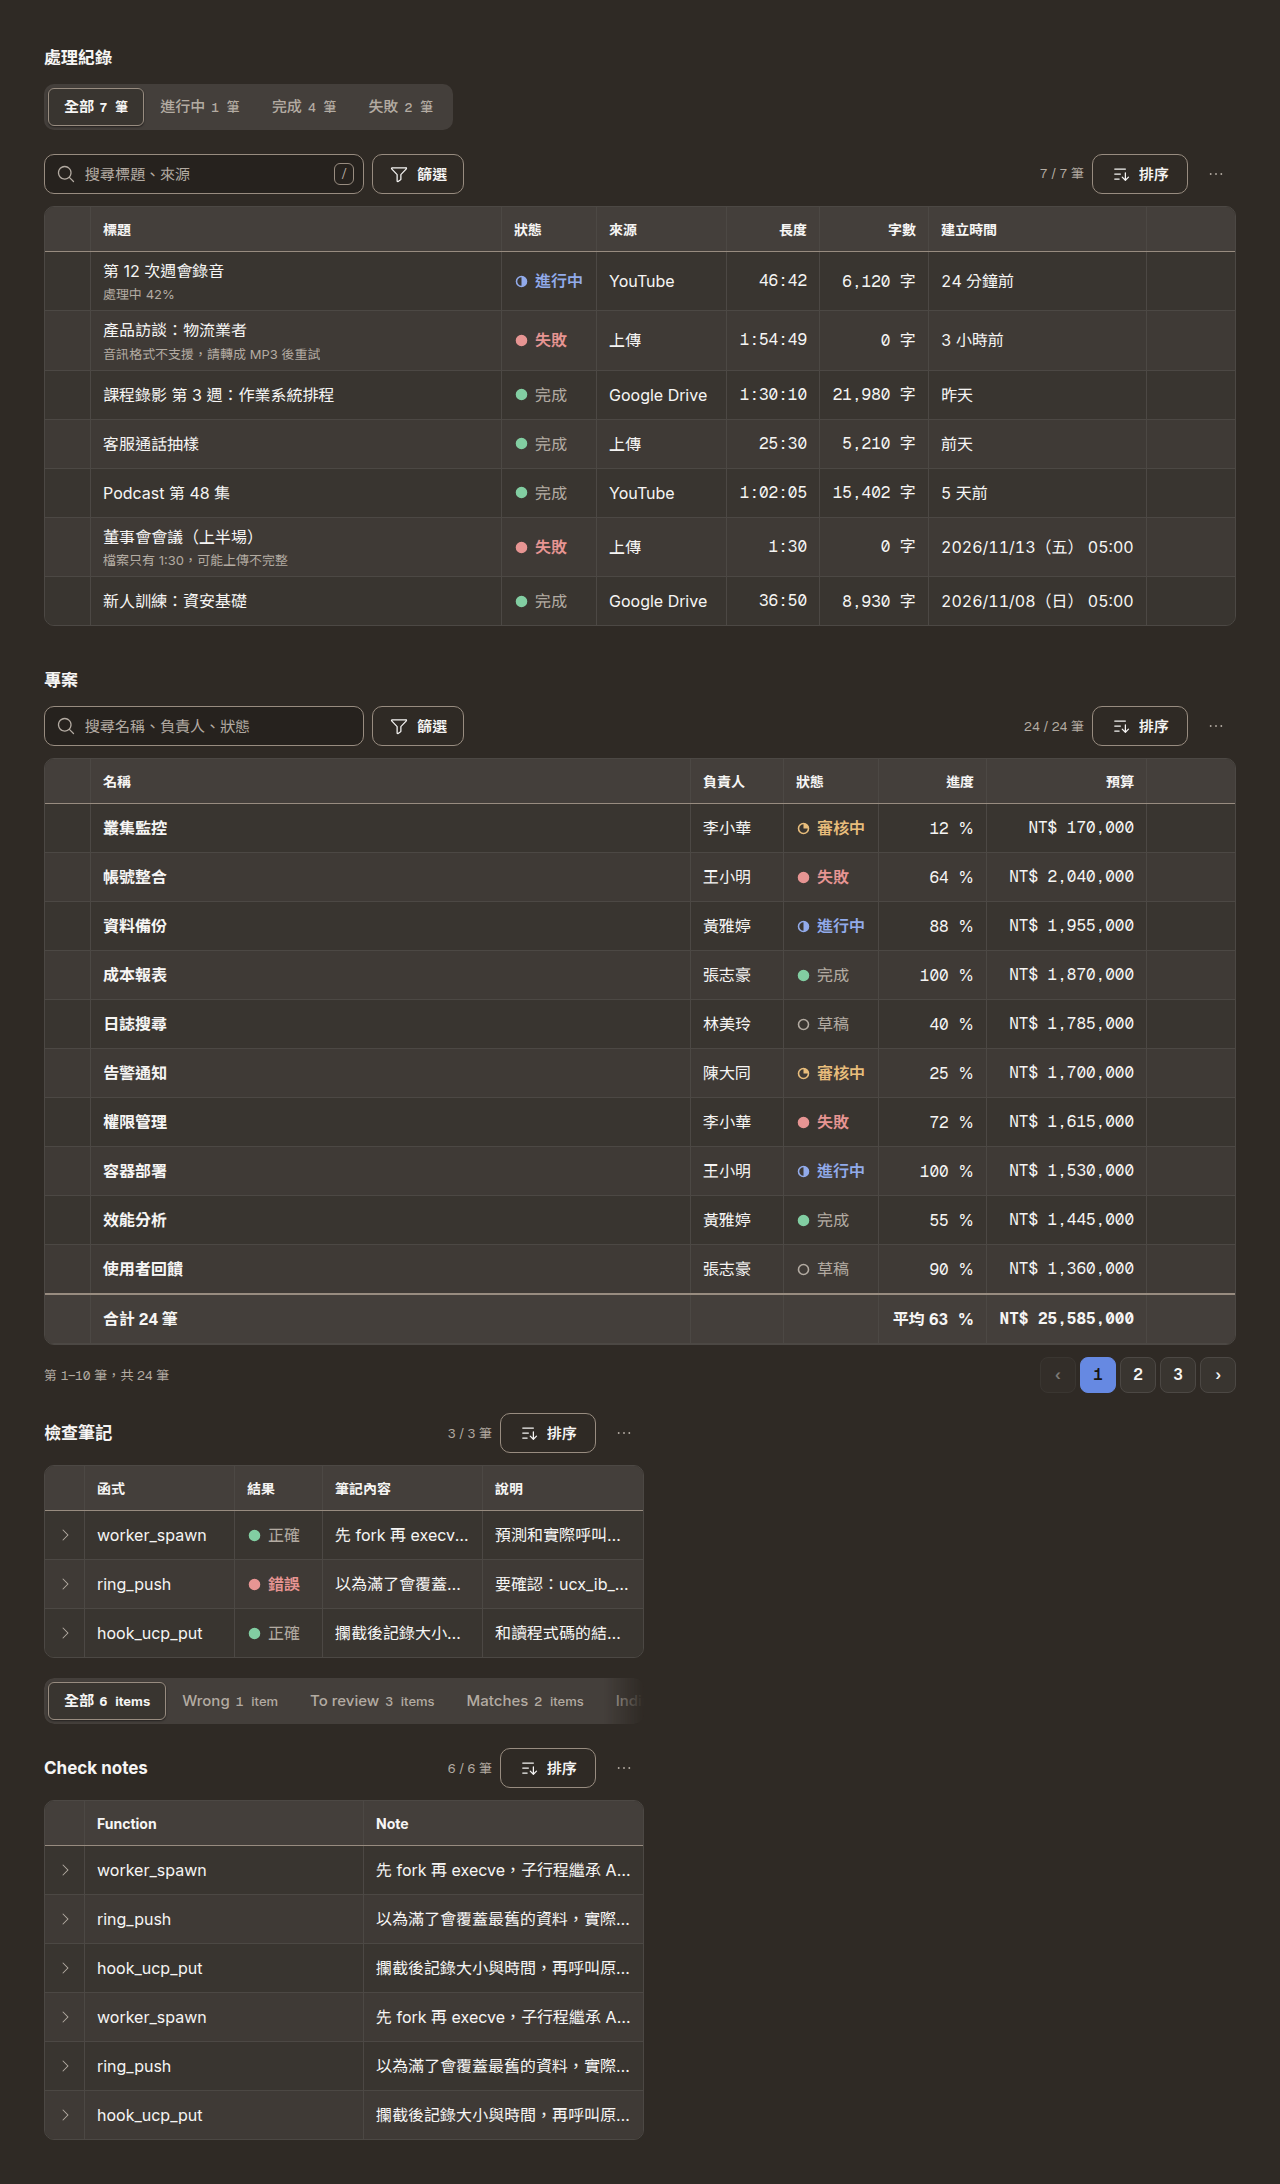 處理紀錄
全部 7 筆 進行中 1 筆 完成 4 筆 失敗 2 筆
搜尋標題、來源 / 篩選 7 / 7 筆 排序 ···
標題 狀態 來源 長度 字數 建立時間
第 12 次週會錄音 進行中 YouTube 46:42 6,120 字 24 分鐘前
處理中 42%
產品訪談：物流業者 失敗 上傳 1:54:49 0 字 3 小時前
音訊格式不支援，請轉成 MP3 後重試
課程錄影 第 3 週：作業系統排程 完成 Google Drive 1:30:10 21,980 字 昨天
客服通話抽樣 完成 上傳 25:30 5,210 字 前天
Podcast 第 48 集 完成 YouTube 1:02:05 15,402 字 5 天前
董事會會議（上半場） 失敗 上傳 1:30 0 字 2026/11/13（五） 05:00
檔案只有 1:30，可能上傳不完整
新人訓練：資安基礎 完成 Google Drive 36:50 8,930 字 2026/11/08（日） 05:00
專案
搜尋名稱、負責人、狀態 篩選 24 / 24 筆 排序 ···
名稱 負責人 狀態 進度 預算
叢集監控 李小華 審核中 12 % NT$ 170,000
帳號整合 王小明 失敗 64 % NT$ 2,040,000
資料備份 黃雅婷 進行中 88 % NT$ 1,955,000
成本報表 張志豪 完成 100 % NT$ 1,870,000
日誌搜尋 林美玲 草稿 40 % NT$ 1,785,000
告警通知 陳大同 審核中 25 % NT$ 1,700,000
權限管理 李小華 失敗 72 % NT$ 1,615,000
容器部署 王小明 進行中 100 % NT$ 1,530,000
效能分析 黃雅婷 完成 55 % NT$ 1,445,000
使用者回饋 張志豪 草稿 90 % NT$ 1,360,000
合計 24 筆 平均 63 % NT$ 25,585,000
第 1–10 筆，共 24 筆 ‹ 1 2 3 ›
檢查筆記 3 / 3 筆 排序 ···
函式 結果 筆記內容 說明
worker_spawn 正確 先 fork 再 execv… 預測和實際呼叫…
ring_push 錯誤 以為滿了會覆蓋… 要確認：ucx_ib_…
hook_ucp_put 正確 攔截後記錄大小… 和讀程式碼的結…
全部 6 items Wrong 1 item To review 3 items Matches 2 items Ind
Check notes 6 / 6 筆 排序 ···
Function Note
worker_spawn 先 fork 再 execve，子行程繼承 A…
ring_push 以為滿了會覆蓋最舊的資料，實際…
hook_ucp_put 攔截後記錄大小與時間，再呼叫原…
worker_spawn 先 fork 再 execve，子行程繼承 A…
ring_push 以為滿了會覆蓋最舊的資料，實際…
hook_ucp_put 攔截後記錄大小與時間，再呼叫原…